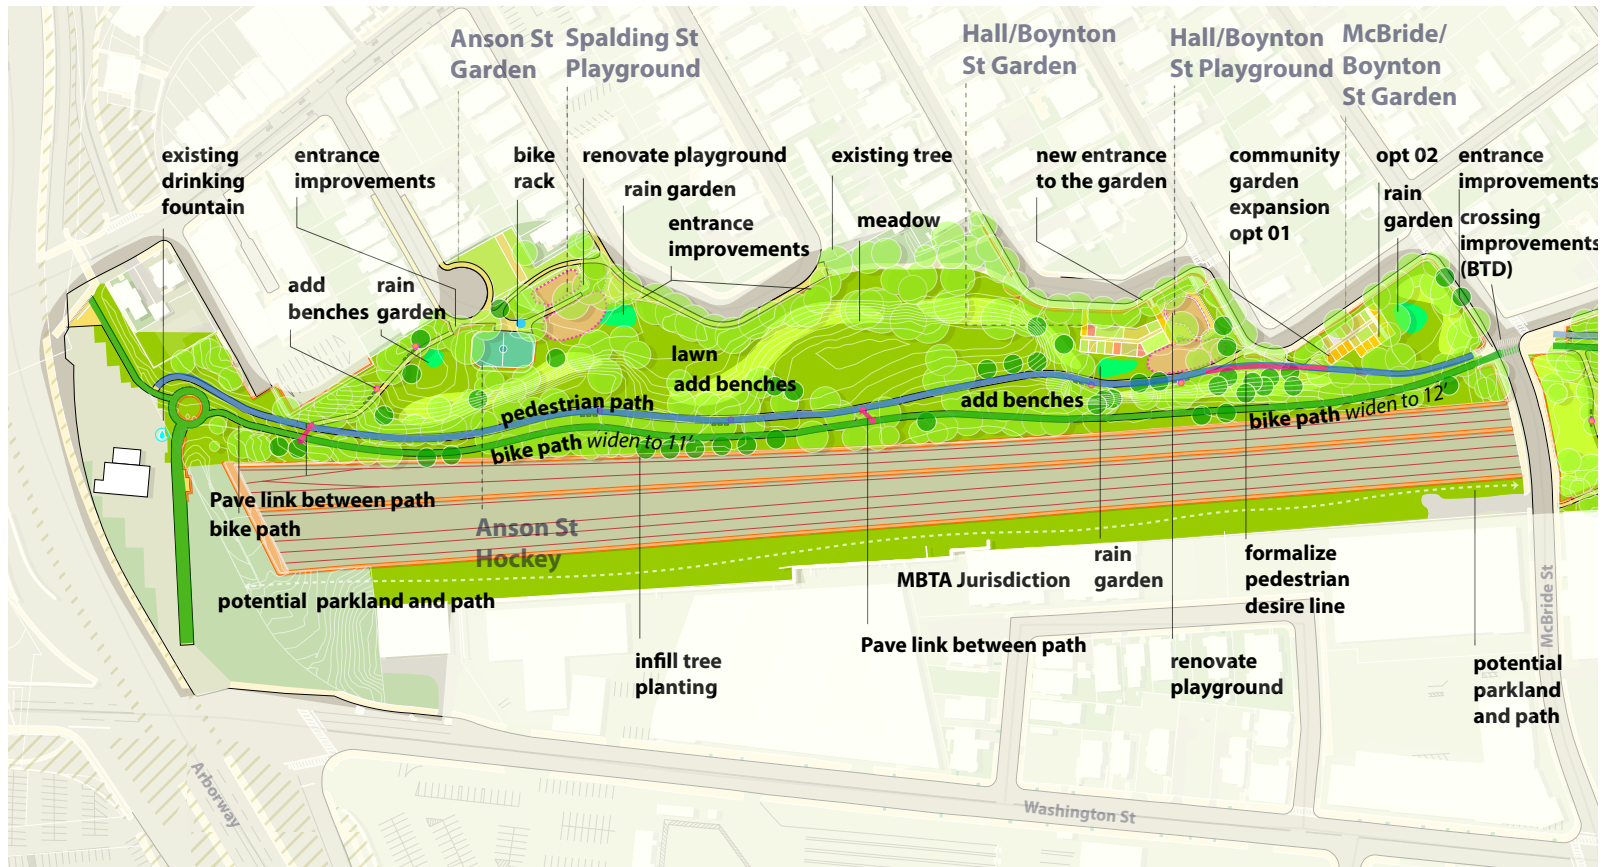 Anson St
Garden
Spalding St
Playground
Hall/Boynton
St Garden
Hall/Boynton
St Playground
McBride/
Boynton
St Garden
existing
drinking
fountain
entrance
improvements
bike
rack
renovate playground
rain garden
entrance
improvements
existing tree
meadow
new entrance
to the garden
community
garden
expansion
opt 01
opt 02
rain
garden
entrance
improvements
crossing
improvements
(BTD)
add
benches
rain
garden
lawn
add benches
pedestrian path
bike path widen to 11'
add benches
bike path widen to 12'
Pave link between path
bike path
Anson St
Hockey
potential parkland and path
MBTA Jurisdiction
rain
garden
formalize
pedestrian
desire line
infill tree
planting
Pave link between path
renovate
playground
potential
parkland
and path
McBride St
Arborway
Washington St